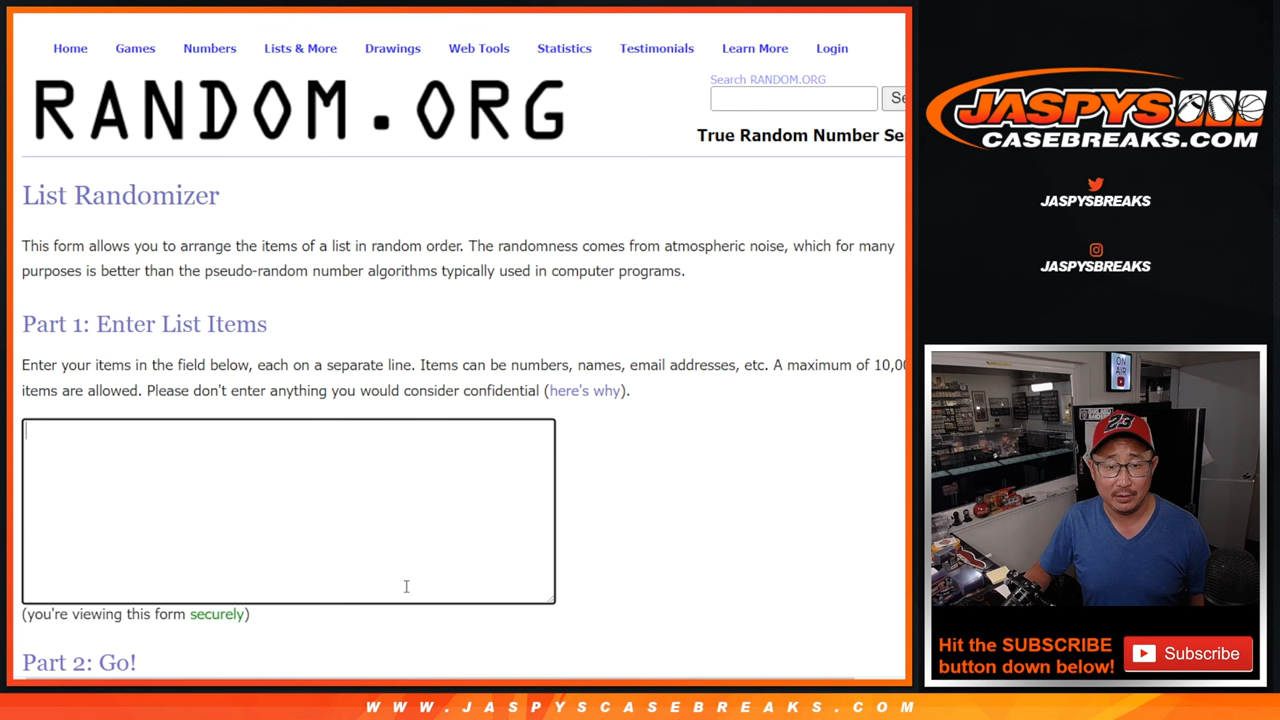 Home Games Numbers Lists & More Drawings Web Tools Statistics Testimonials Learn More Login
RANDOM.ORG
Search RANDOM.ORG
Se
True Random Number Se
List Randomizer
This form allows you to arrange the items of a list in random order. The randomness comes from atmospheric noise, which for many
purposes is better than the pseudo-random number algorithms typically used in computer programs.
Part 1: Enter List Items
Enter your items in the field below, each on a separate line. Items can be numbers, names, email addresses, etc. A maximum of 10,00
items are allowed. Please don't enter anything you would consider confidential (here's why).
(you're viewing this form securely)
Part 2: Go!
JASPYS
CASEBREAKS.COM
JASPYSBREAKS
JASPYSBREAKS
ON
AIR
23
Hit the SUBSCRIBE
button down below!
Subscribe
WWW.JASPYSCASEBREAKS.COM